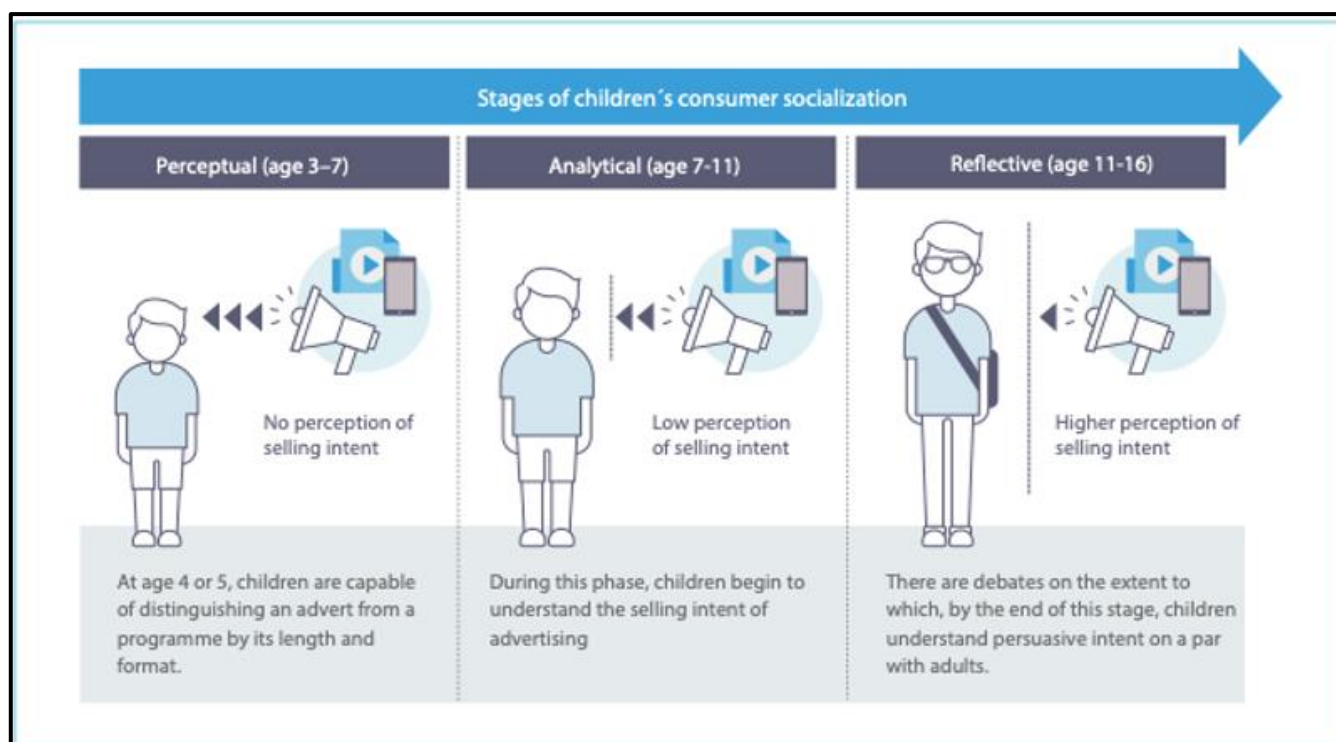 Stages of children´s consumer socialization
Perceptual (age 3–7)
No perception of
selling intent
At age 4 or 5, children are capable
of distinguishing an advert from a
programme by its length and
format.
Analytical (age 7-11)
Low perception
of selling intent
During this phase, children begin to
understand the selling intent of
advertising
Reflective (age 11-16)
Higher perception of
selling intent
There are debates on the extent to
which, by the end of this stage, children
understand persuasive intent on a par
with adults.